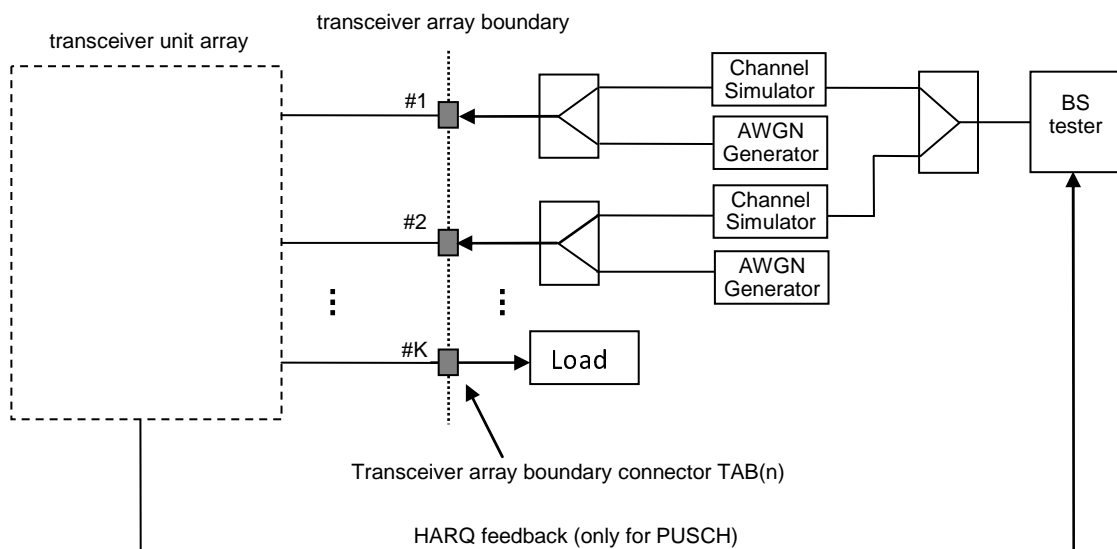 transceiver array boundary
transceiver unit array
#1
Channel
Simulator
AWGN
Generator
BS
tester
#2
Channel
Simulator
AWGN
Generator
#K
Load
Transceiver array boundary connector TAB(n)
HARQ feedback (only for PUSCH)